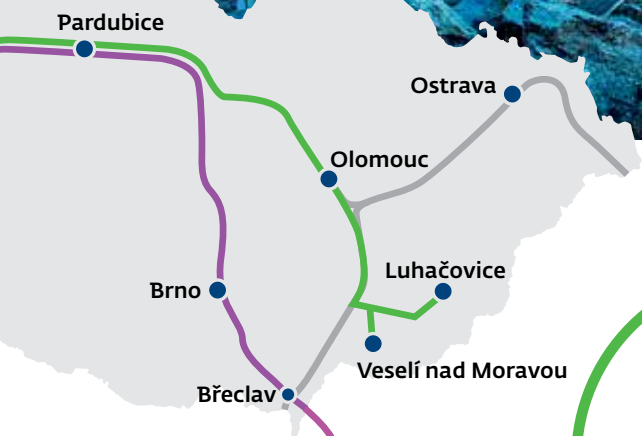 Pardubice
Ostrava
Olomouc
Luhačovice
Brno
Veselí nad Moravou
Břeclav